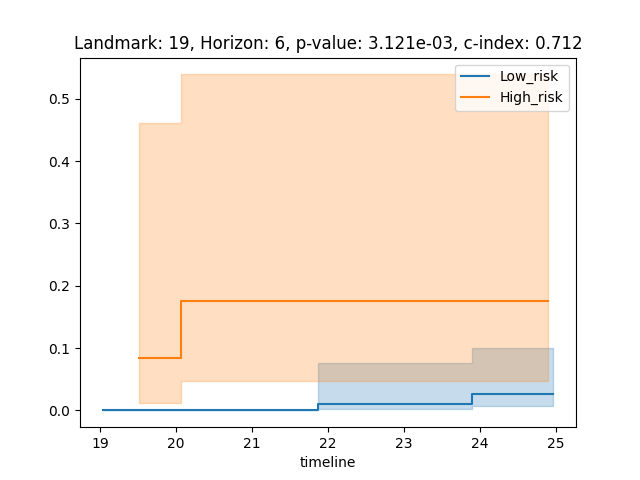 Landmark: 19, Horizon: 6, p-value: 3.121e-03, c-index: 0.712
Low_risk
High_risk
0.5
0.4
0.3
0.2
0.1
0.0
19 20 21 22 23 24 25
timeline